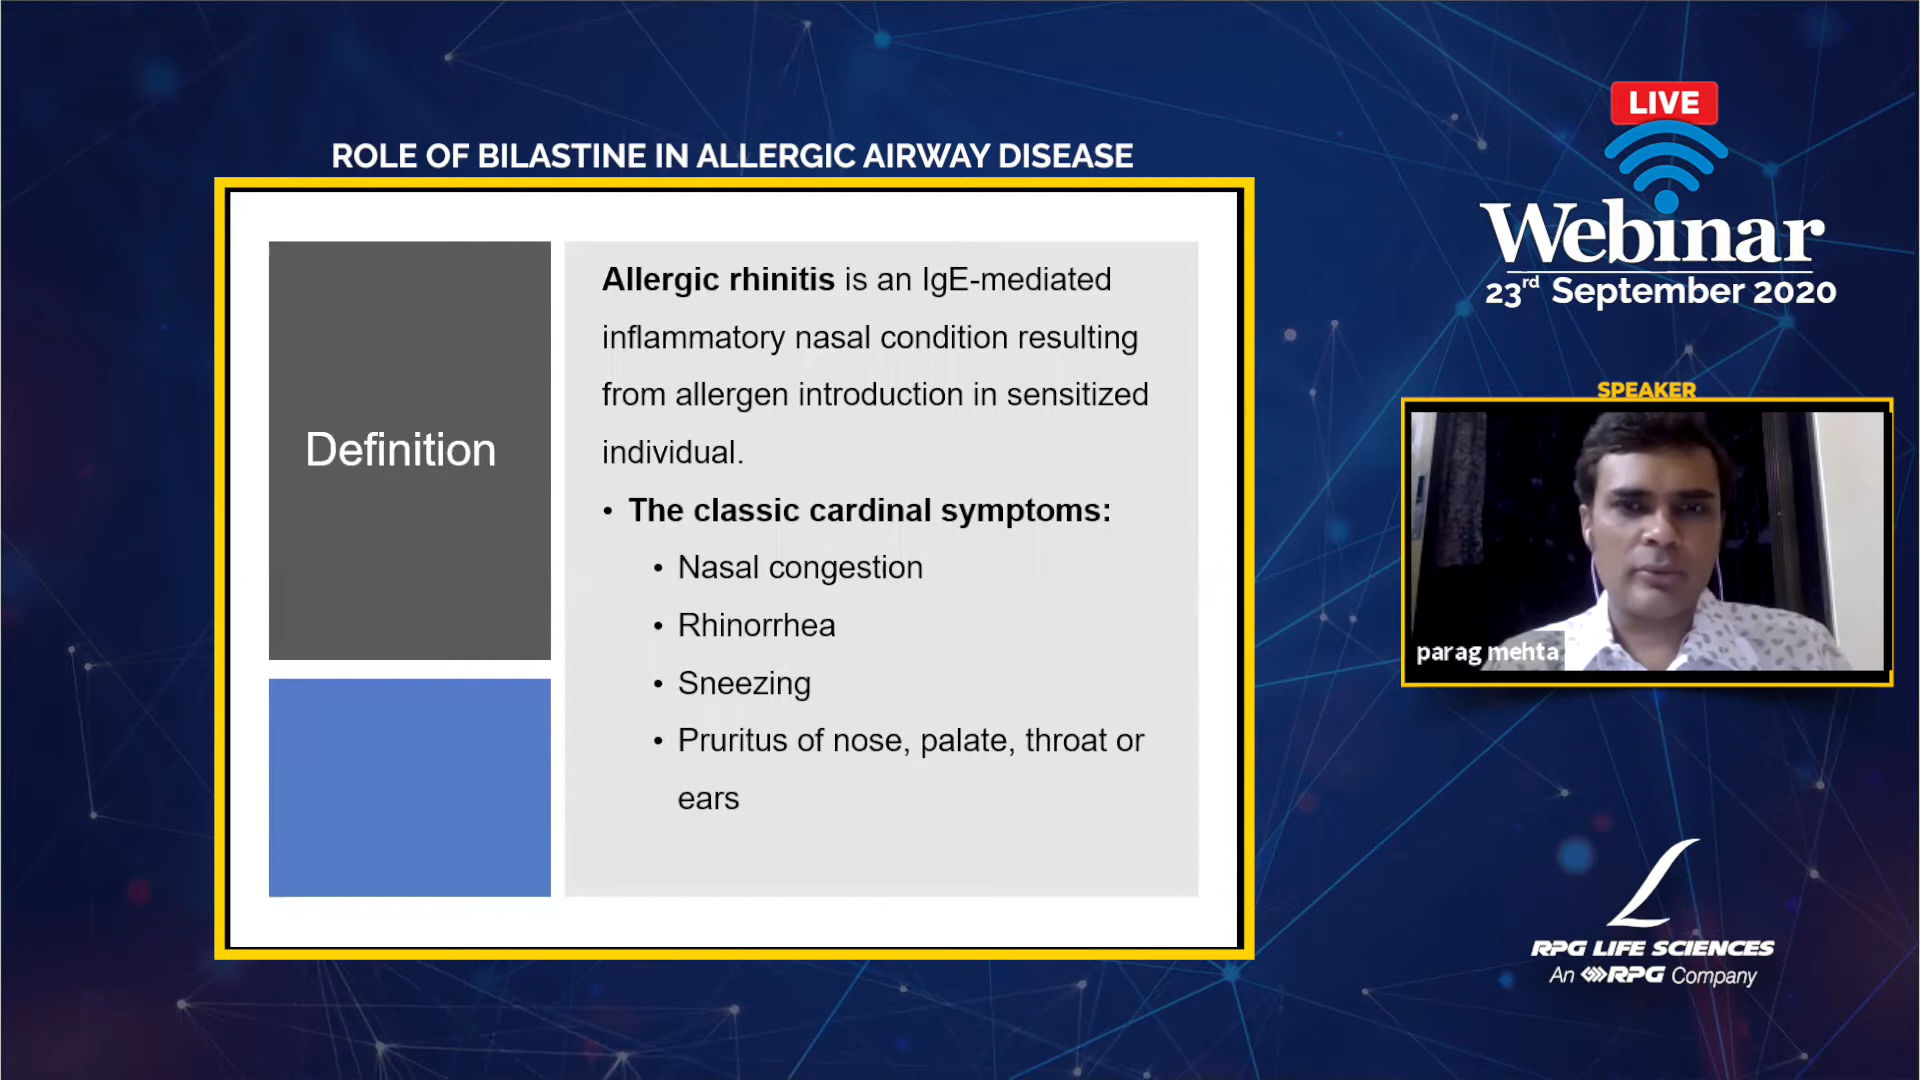 ROLE OF BILASTINE IN ALLERGIC AIRWAY DISEASE
Definition
Allergic rhinitis is an IgE-mediated
inflammatory nasal condition resulting
from allergen introduction in sensitized
individual.
• The classic cardinal symptoms:
• Nasal congestion
• Rhinorrhea
• Sneezing
• Pruritus of nose, palate, throat or
ears
LIVE
Webinar
23rd September 2020
SPEAKER
parag mehta
RPG LIFE SCIENCES
An RPG Company